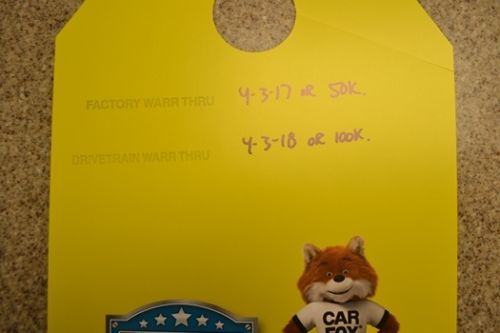 FACTORY WARR THRU 4-3-17 OR 50K.
DRIVETRAIN WARR THRU 4-3-18 OR 100K.
CAR
FOX